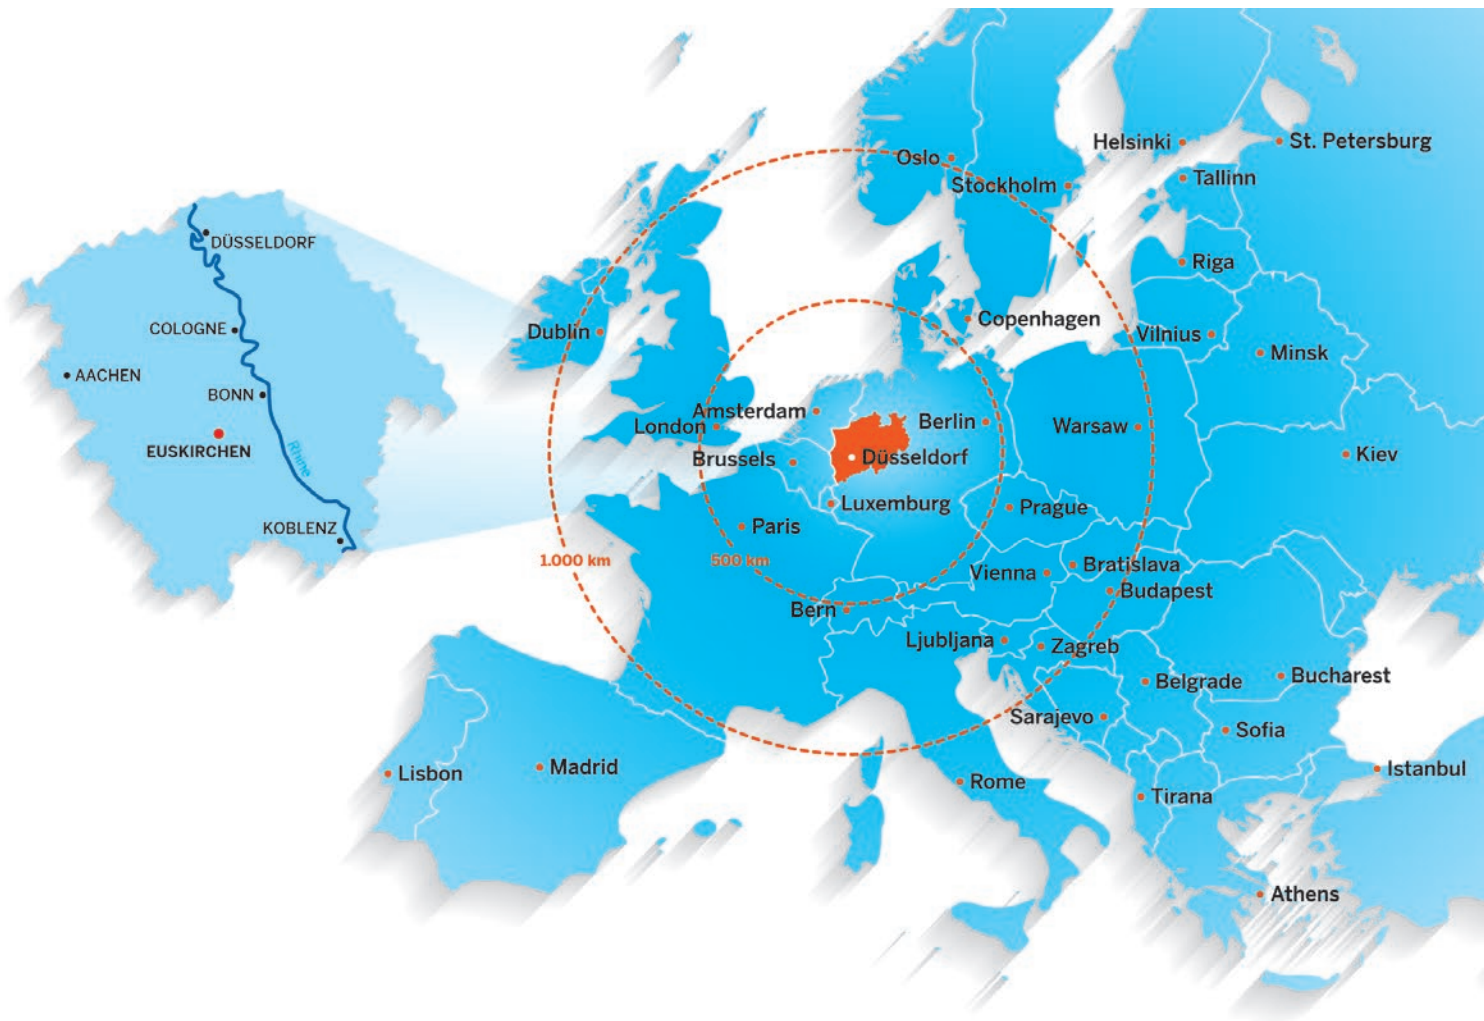 Helsinki
St. Petersburg
Oslo
Stockholm
Tallinn
DÜSSELDORF
Riga
COLOGNE
Dublin
Copenhagen
Vilnius
Minsk
AACHEN
BONN
Amsterdam
London
Berlin
Warsaw
EUSKIRCHEN
Rhine
Brussels
Düsseldorf
Kiev
Luxemburg
Prague
KOBLENZ
Paris
1.000 km
500 km
Vienna
Bratislava
Budapest
Bern
Ljubljana
Zagreb
Belgrade
Bucharest
Sarajevo
Sofia
Lisbon
Madrid
Rome
Istanbul
Tirana
Athens